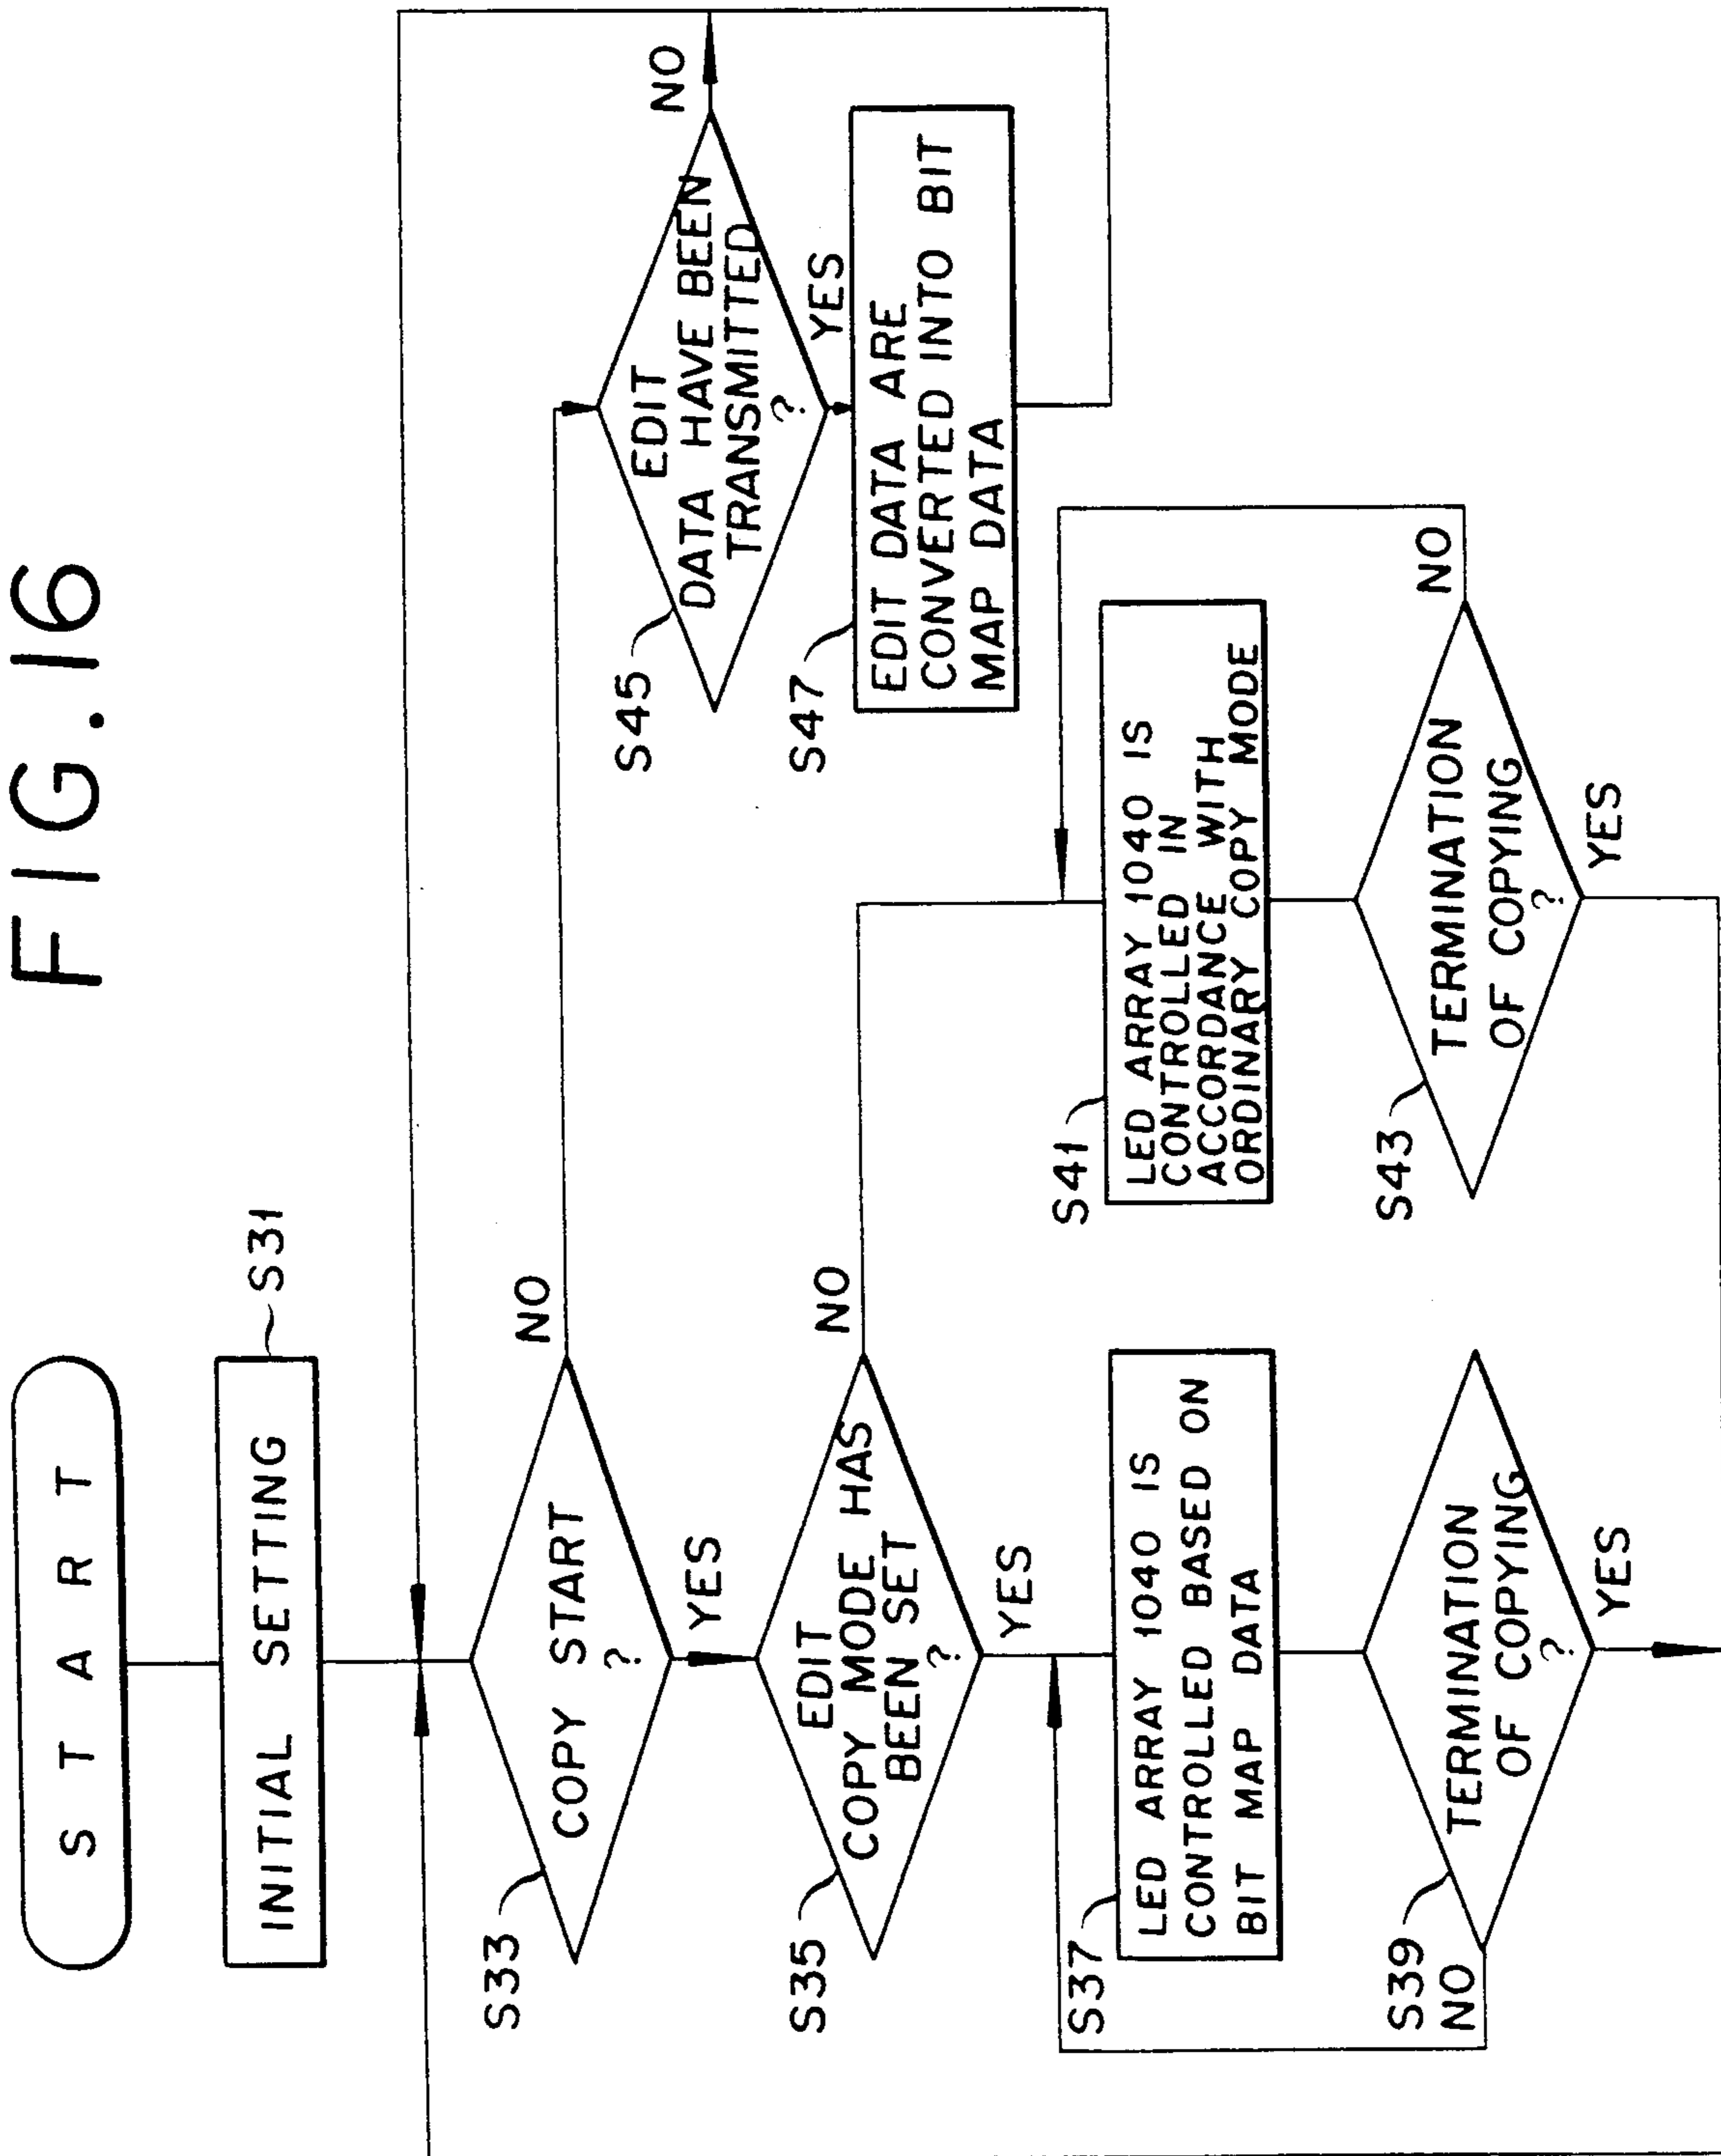 FIG. 16
START
INITIAL SETTING
S31
S33
COPY START
?
NO
YES
S35
EDIT
COPY MODE HAS
BEEN SET
?
NO
YES
S37
LED ARRAY 1040 IS
CONTROLLED BASED ON
BIT MAP DATA
S39
NO
TERMINATION
OF COPYING
?
YES
S41
LED ARRAY 1040 IS
CONTROLLED IN
ACCORDANCE WITH
ORDINARY COPY MODE
S43
TERMINATION
OF COPYING
?
NO
YES
S45
EDIT
DATA HAVE BEEN
TRANSMITTED
?
NO
YES
S47
EDIT DATA ARE
CONVERTED INTO BIT
MAP DATA